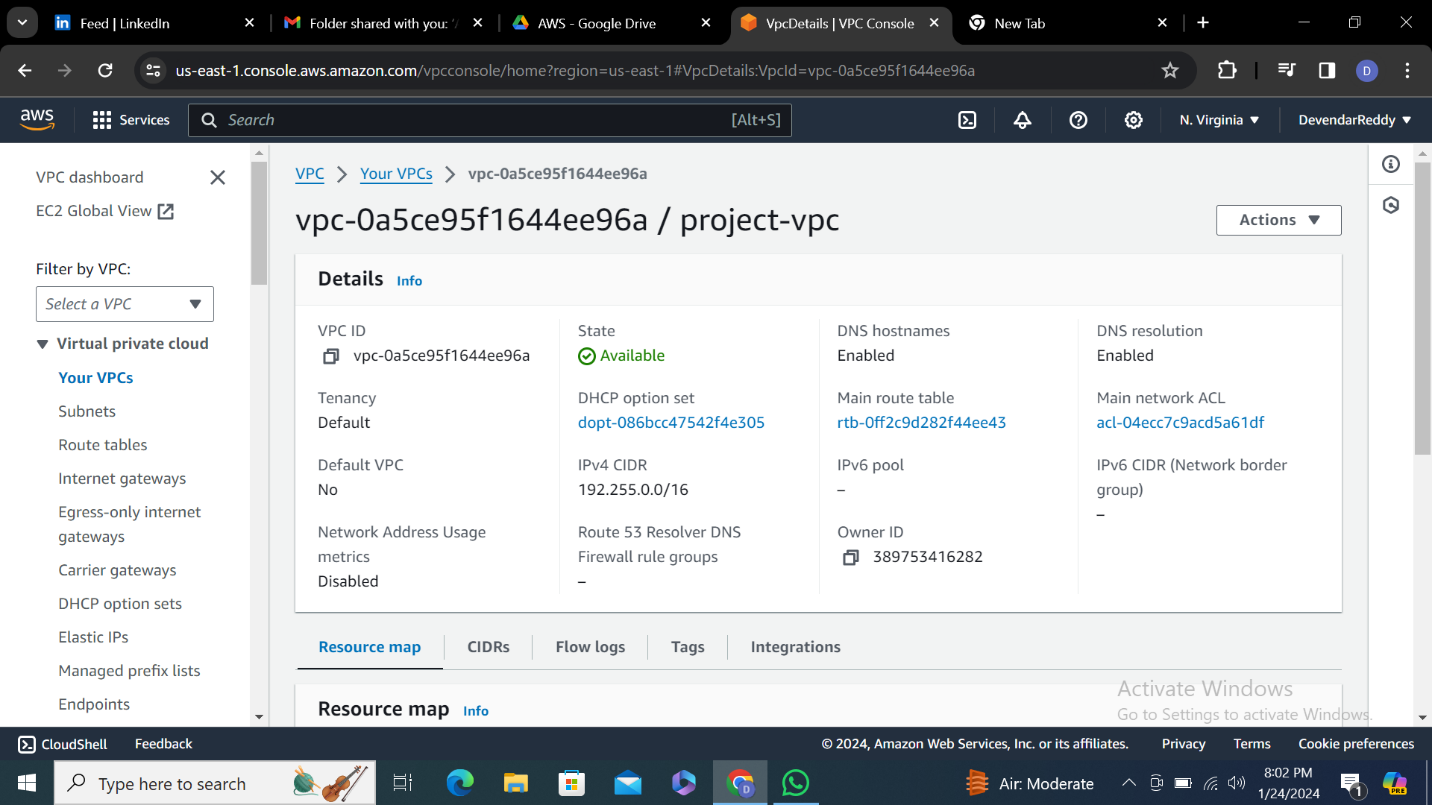 Feed | LinkedIn
Folder shared with you: 'A
AWS - Google Drive
VpcDetails | VPC Console
New Tab
us-east-1.console.aws.amazon.com/vpcconsole/home?region=us-east-1#VpcDetails:VpcId=vpc-0a5ce95f1644ee96a
D
aws
Services
Search
[Alt+S]
N. Virginia
DevendarReddy
VPC dashboard
EC2 Global View
Filter by VPC:
Select a VPC
Virtual private cloud
Your VPCs
Subnets
Route tables
Internet gateways
Egress-only internet
gateways
Carrier gateways
DHCP option sets
Elastic IPs
Managed prefix lists
Endpoints
VPC
Your VPCs
vpc-0a5ce95f1644ee96a
vpc-0a5ce95f1644ee96a / project-vpc
Actions
Details Info
VPC ID
vpc-0a5ce95f1644ee96a
State
Available
DNS hostnames
Enabled
DNS resolution
Enabled
Tenancy
Default
DHCP option set
dopt-086bcc47542f4e305
Main route table
rtb-0ff2c9d282f44ee43
Main network ACL
acl-04ecc7c9acd5a61df
Default VPC
No
IPv4 CIDR
192.255.0.0/16
IPv6 pool
–
IPv6 CIDR (Network border
group)
–
Network Address Usage
metrics
Disabled
Route 53 Resolver DNS
Firewall rule groups
–
Owner ID
389753416282
Resource map
CIDRs
Flow logs
Tags
Integrations
Resource map Info
Activate Windows
Go to Settings to activate Windows.
CloudShell
Feedback
© 2024, Amazon Web Services, Inc. or its affiliates.
Privacy
Terms
Cookie preferences
Type here to search
D
Air: Moderate
8:02 PM
1/24/2024
1
PRE